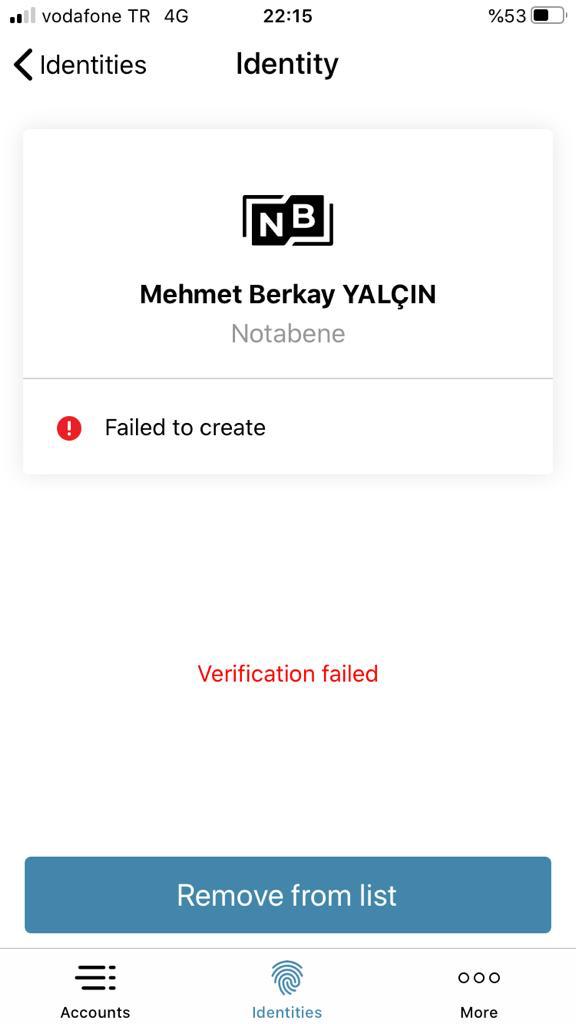 vodafone TR 4G 22:15 %53
Identities Identity
NB
Mehmet Berkay YALÇIN
Notabene
Failed to create
Verification failed
Remove from list
Accounts Identities More